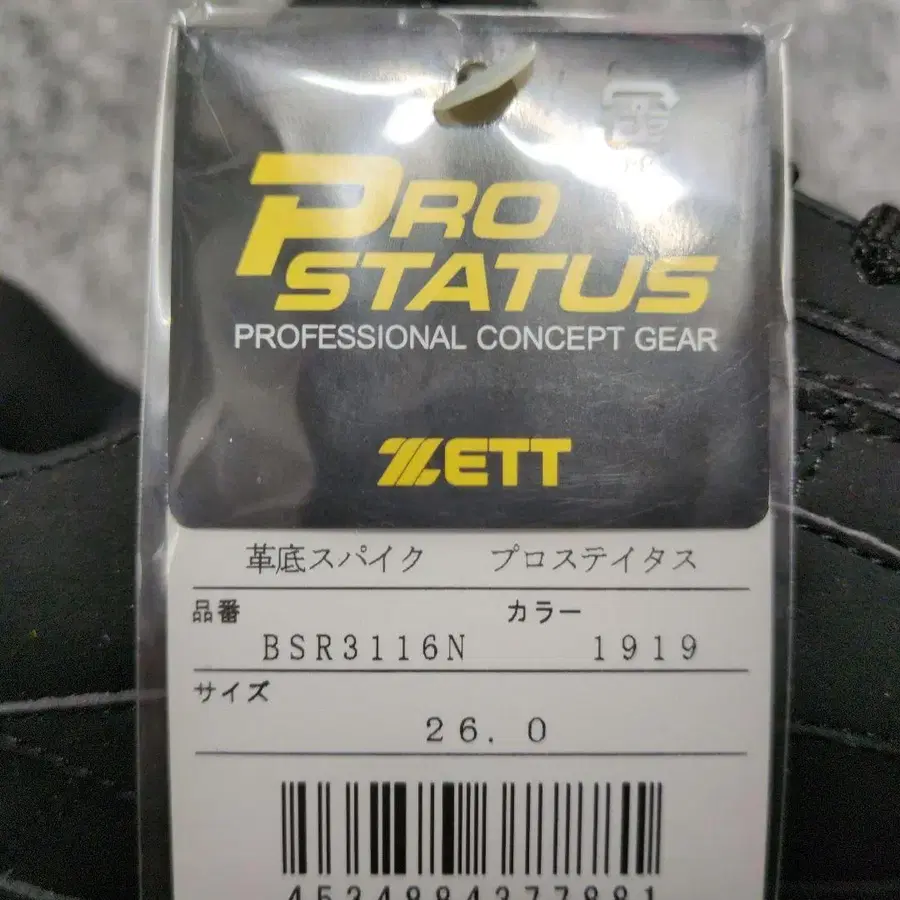 PRO
STATUS
PROFESSIONAL CONCEPT GEAR
ZETT
革底スパイク プロステイタス
品番 カラー
BSR3116N 1919
サイズ
26.0
4534884377881